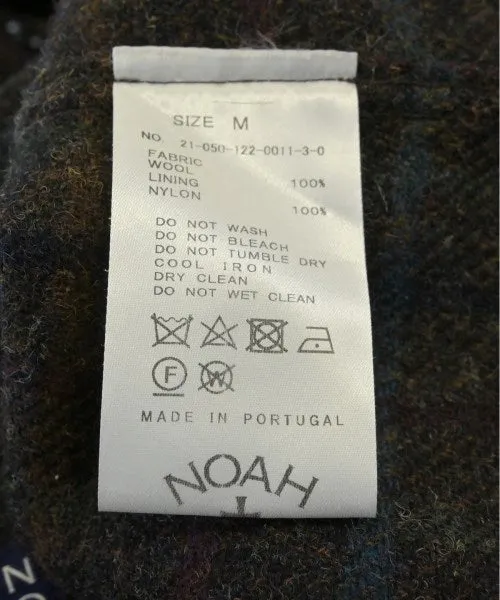 SIZE M
NO. 21-050-122-0011-3-0
FABRIC
WOOL 100%
LINING
NYLON 100%
DO NOT WASH
DO NOT BLEACH
DO NOT TUMBLE DRY
COOL IRON
DRY CLEAN
DO NOT WET CLEAN
F W
MADE IN PORTUGAL
NOAH
NO